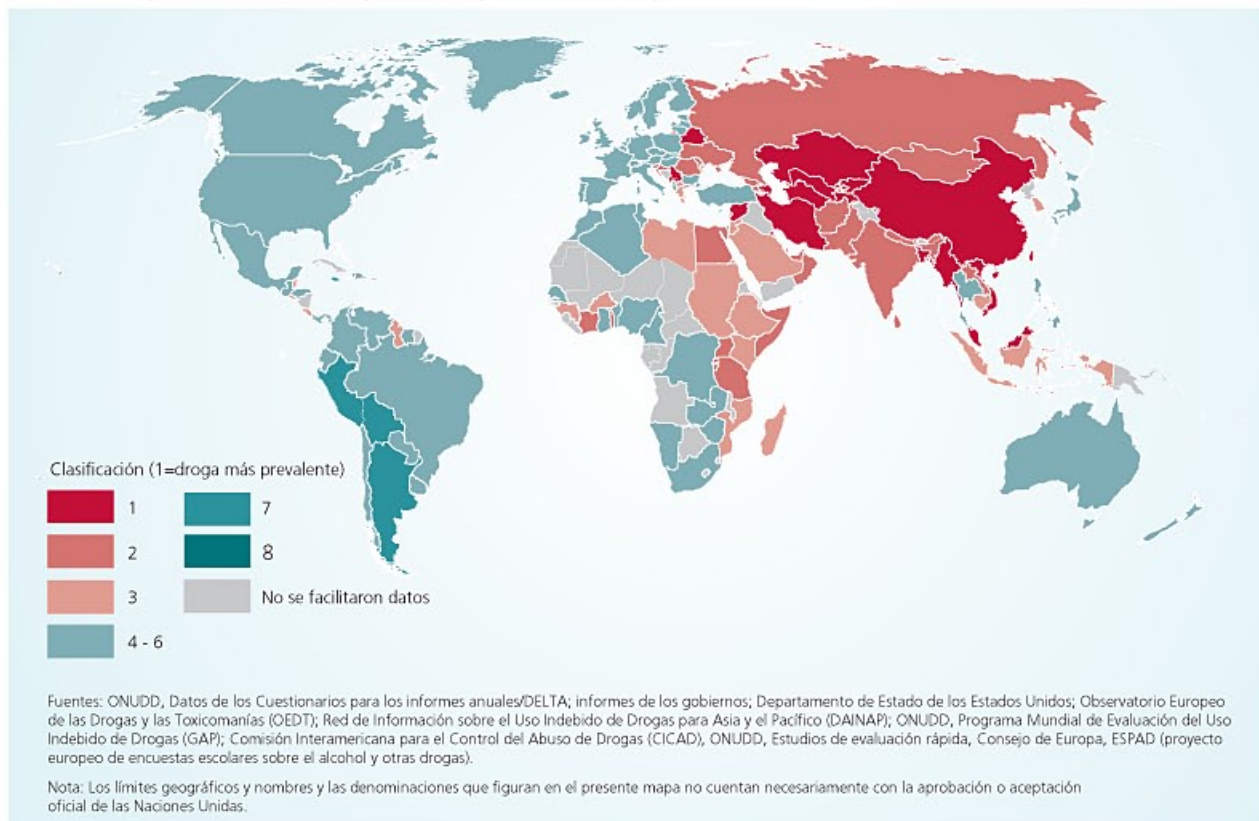 Clasificación (1=droga más prevalente)
1
2
3
4 - 6
7
8
No se facilitaron datos
Fuentes: ONUDD, Datos de los Cuestionarios para los informes anuales/DELTA; informes de los gobiernos; Departamento de Estado de los Estados Unidos; Observatorio Europeo
de las Drogas y las Toxicomanías (OEDT); Red de Información sobre el Uso Indebido de Drogas para Asia y el Pacífico (DAINAP); ONUDD, Programa Mundial de Evaluación del Uso
Indebido de Drogas (GAP); Comisión Interamericana para el Control del Abuso de Drogas (CICAD), ONUDD, Estudios de evaluación rápida, Consejo de Europa, ESPAD (proyecto
europeo de encuestas escolares sobre el alcohol y otras drogas).
Nota: Los límites geográficos y nombres y las denominaciones que figuran en el presente mapa no cuentan necesariamente con la aprobación o aceptación
oficial de las Naciones Unidas.